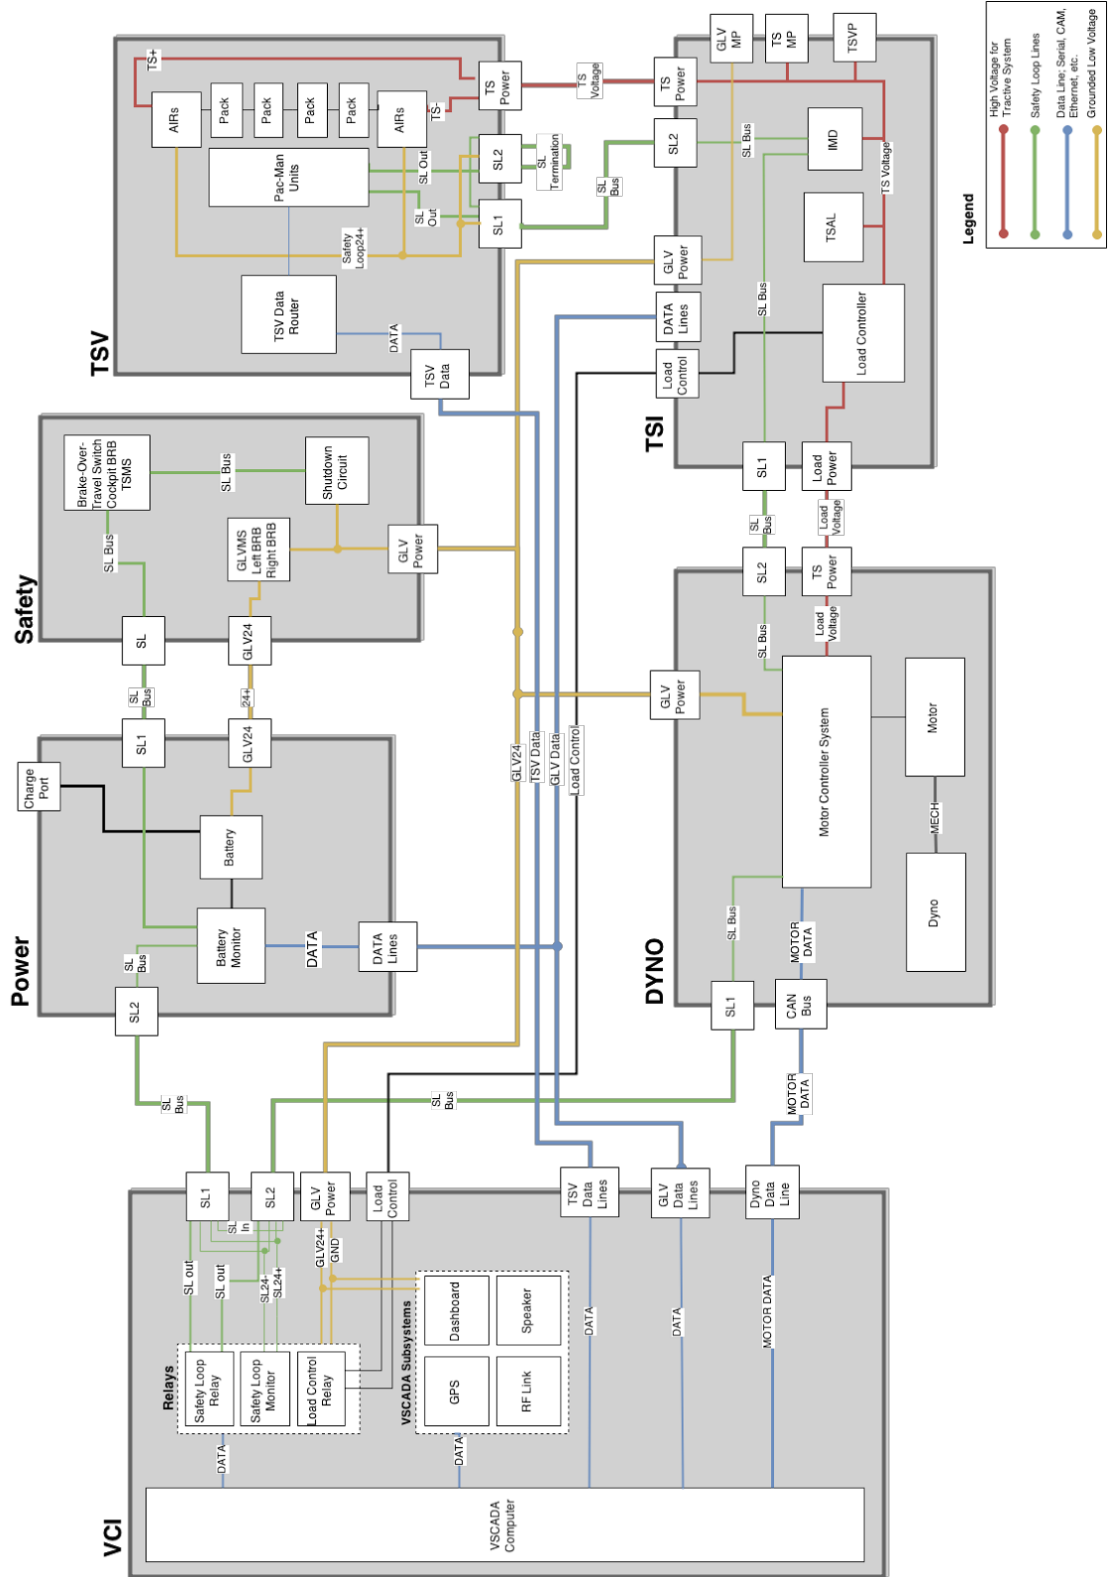 VCI
VSCADA
Computer
DATA
DATA
DATA
DATA
MOTOR DATA
Relays
Safety Loop
Relay
Safety Loop
Monitor
Load Control
Relay
VSCADA Subsystems
GPS
Dashboard
RF Link
Speaker
SL out
SL out
SL24-
SL24+
SL
In
GLV24+
GND
SL1
SL2
GLV
Power
Load
Control
TSV
Data
Lines
GLV
Data
Lines
Dyno
Data
Line
SL
Bus
SL
Bus
MOTOR
DATA
Power
SL2
SL
Bus
Battery
Monitor
Battery
DATA
DATA
Lines
Charge
Port
SL1
GLV24
SL
Bus
24+
Safety
SL
GLV24
SL Bus
Brake-Over-
Travel Switch
Cockpit BRB
TSMS
SL Bus
GLVMS
Left BRB
Right BRB
Shutdown
Circuit
GLV
Power
GLV24
TSV Data
GLV Data
Load Control
TSV
TSV Data
Router
DATA
TSV
Data
Pac-Man
Units
Safety
Loop24+
SL
Out
SL Out
AIRs
Pack
Pack
Pack
Pack
AIRs
TS+
TS-
SL1
SL2
TS
Power
SL
Termination
SL
Bus
TS
Voltage
DYNO
SL1
CAN
Bus
SL Bus
MOTOR
DATA
Motor Controller System
Dyno
MECH
Motor
GLV
Power
SL Bus
Load
Voltage
SL2
TS
Power
SL
Bus
Load
Voltage
TSI
SL1
Load
Power
Load
Control
DATA
Lines
GLV
Power
SL2
TS
Power
Load Controller
SL Bus
TSAL
IMD
SL Bus
TS Voltage
GLV
MP
TS
MP
TSVP
Legend
High Voltage for
Tractive System
Safety Loop Lines
Data Line; Serial, CAM,
Ethernet, etc.
Grounded Low Voltage